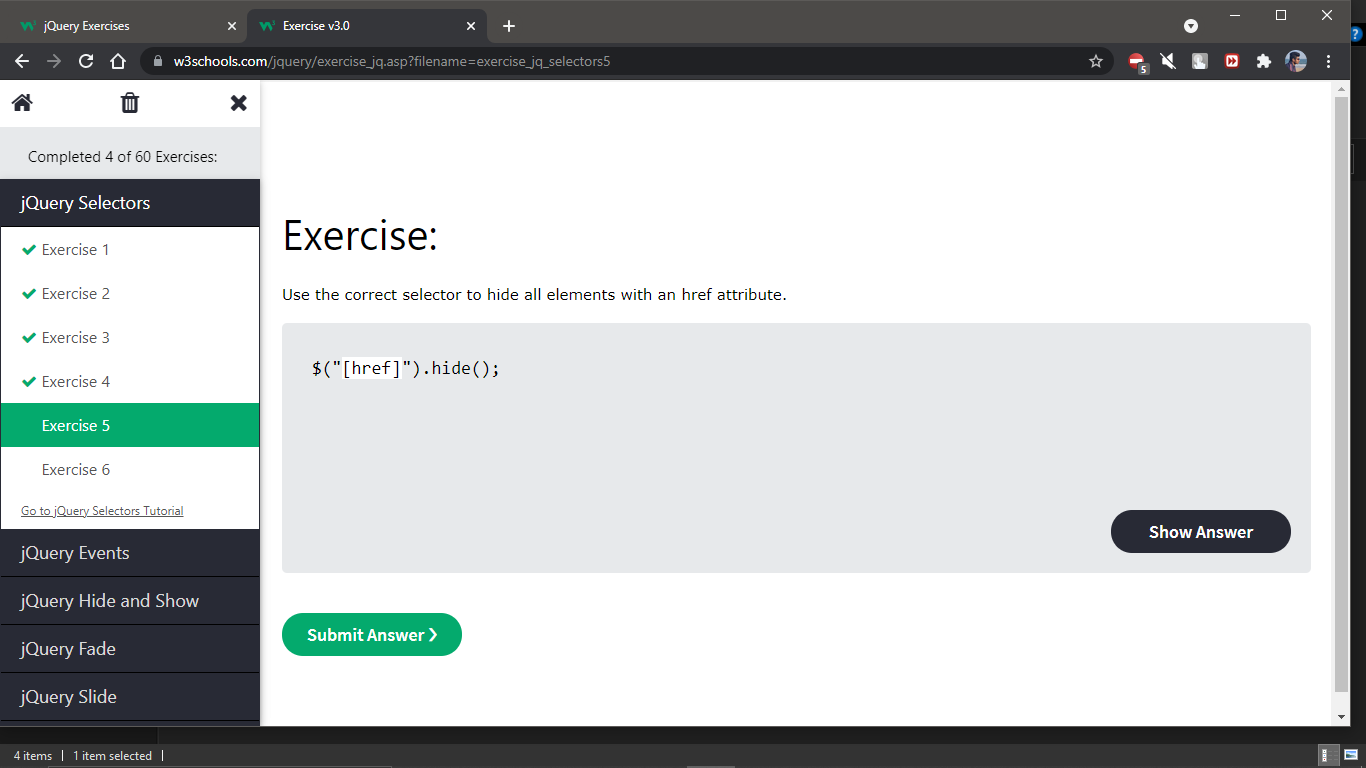 jQuery Exercises
Exercise v3.0
w3schools.com/jquery/exercise_jq.asp?filename=exercise_jq_selectors5
5
Completed 4 of 60 Exercises:
jQuery Selectors
Exercise 1
Exercise 2
Exercise 3
Exercise 4
Exercise 5
Exercise 6
Go to jQuery Selectors Tutorial
jQuery Events
jQuery Hide and Show
jQuery Fade
jQuery Slide
Exercise:
Use the correct selector to hide all elements with an href attribute.
$("[href]").hide();
Show Answer
Submit Answer ❯
4 items
1 item selected